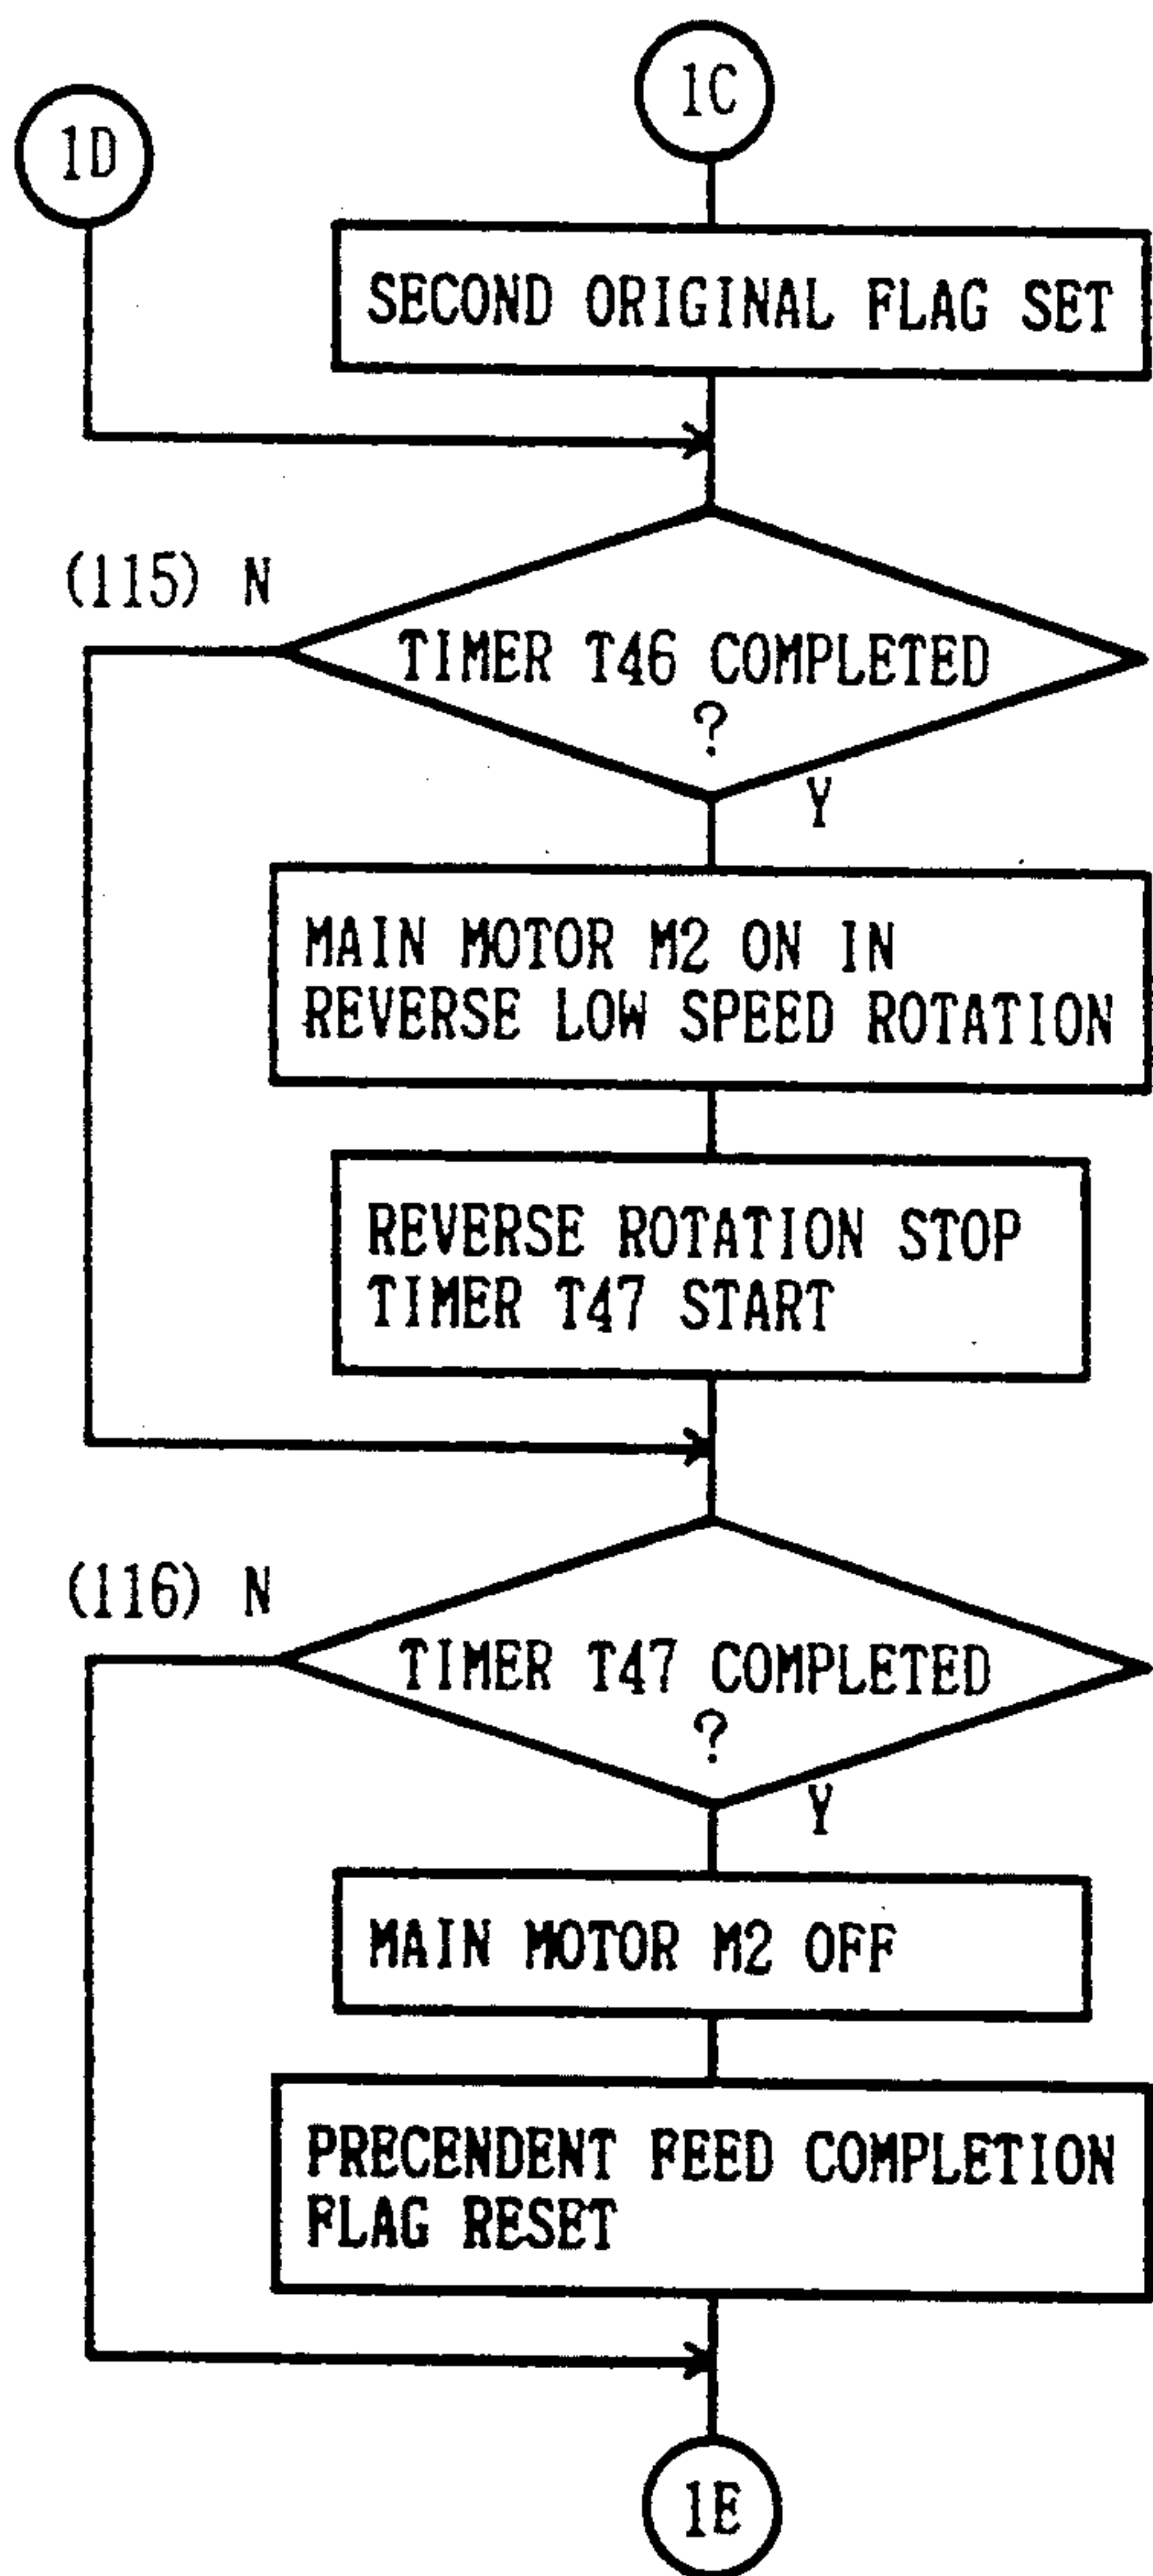 1C
1D
SECOND ORIGINAL FLAG SET
(115) N
TIMER T46 COMPLETED
?
Y
MAIN MOTOR M2 ON IN
REVERSE LOW SPEED ROTATION
REVERSE ROTATION STOP
TIMER T47 START
(116) N
TIMER T47 COMPLETED
?
Y
MAIN MOTOR M2 OFF
PRECENDENT FEED COMPLETION
FLAG RESET
1E